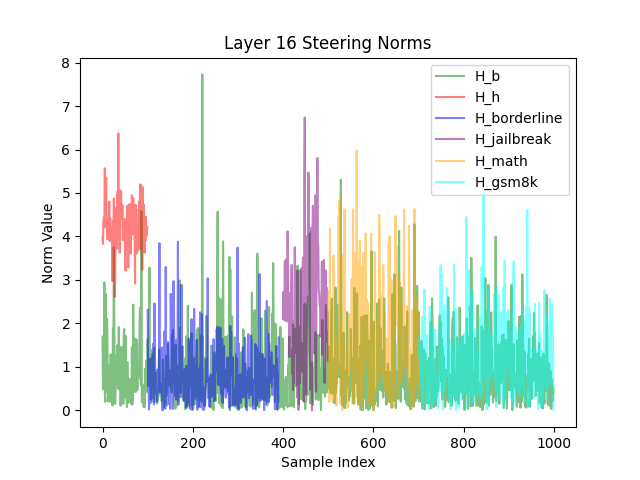 Layer 16 Steering Norms
8
7
6
5
4
3
2
1
0
Norm Value
H_b
H_h
H_borderline
H_jailbreak
H_math
H_gsm8k
0
200
400
600
800
1000
Sample Index